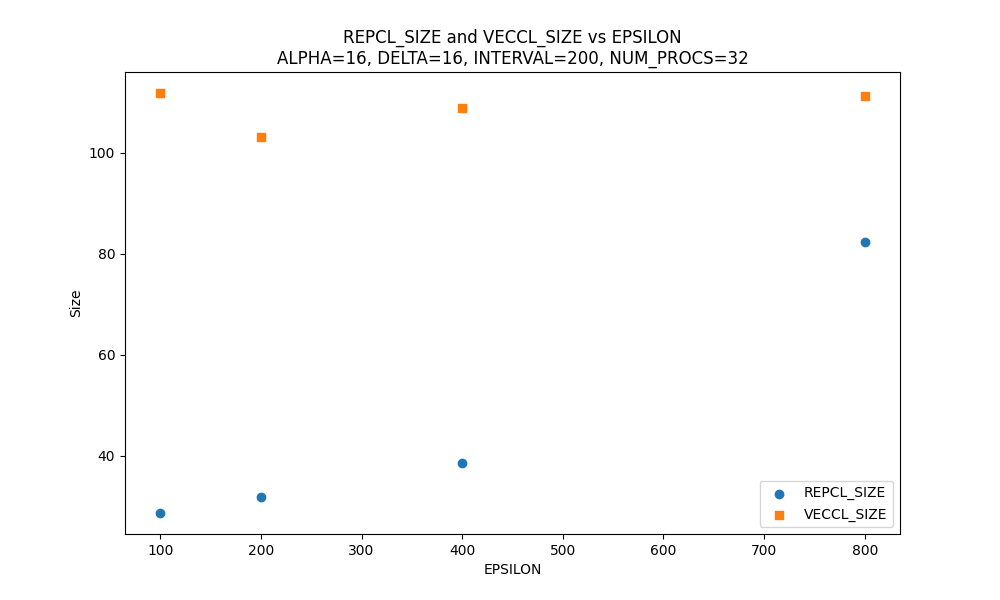 REPCL_SIZE and VECCL_SIZE vs EPSILON
ALPHA=16, DELTA=16, INTERVAL=200, NUM_PROCS=32
Size
100
80
60
40
REPCL_SIZE
VECCL_SIZE
100 200 300 400 500 600 700 800
EPSILON